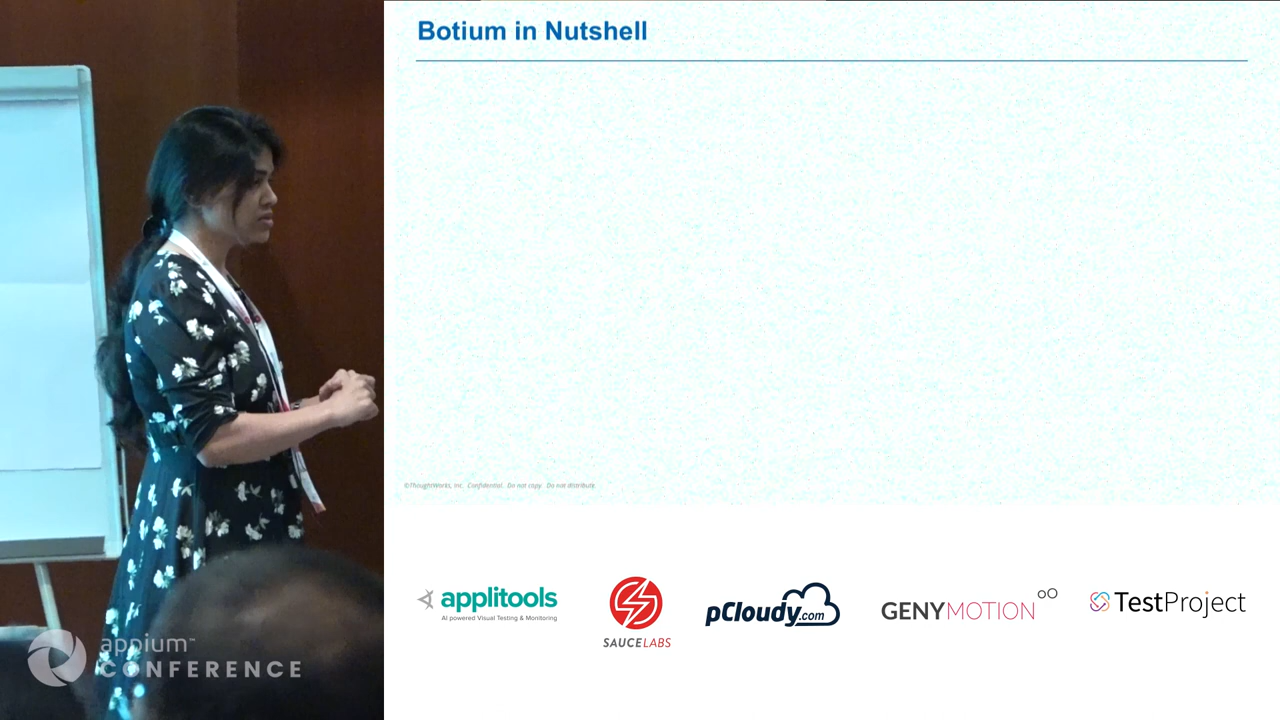 Botium in Nutshell
©ThoughtWorks, Inc. Confidential. Do not copy. Do not distribute.
applitools
AI powered Visual Testing & Monitoring
SAUCELABS
pCloudy.com
GENYMOTION
TestProject
appium™
CONFERENCE